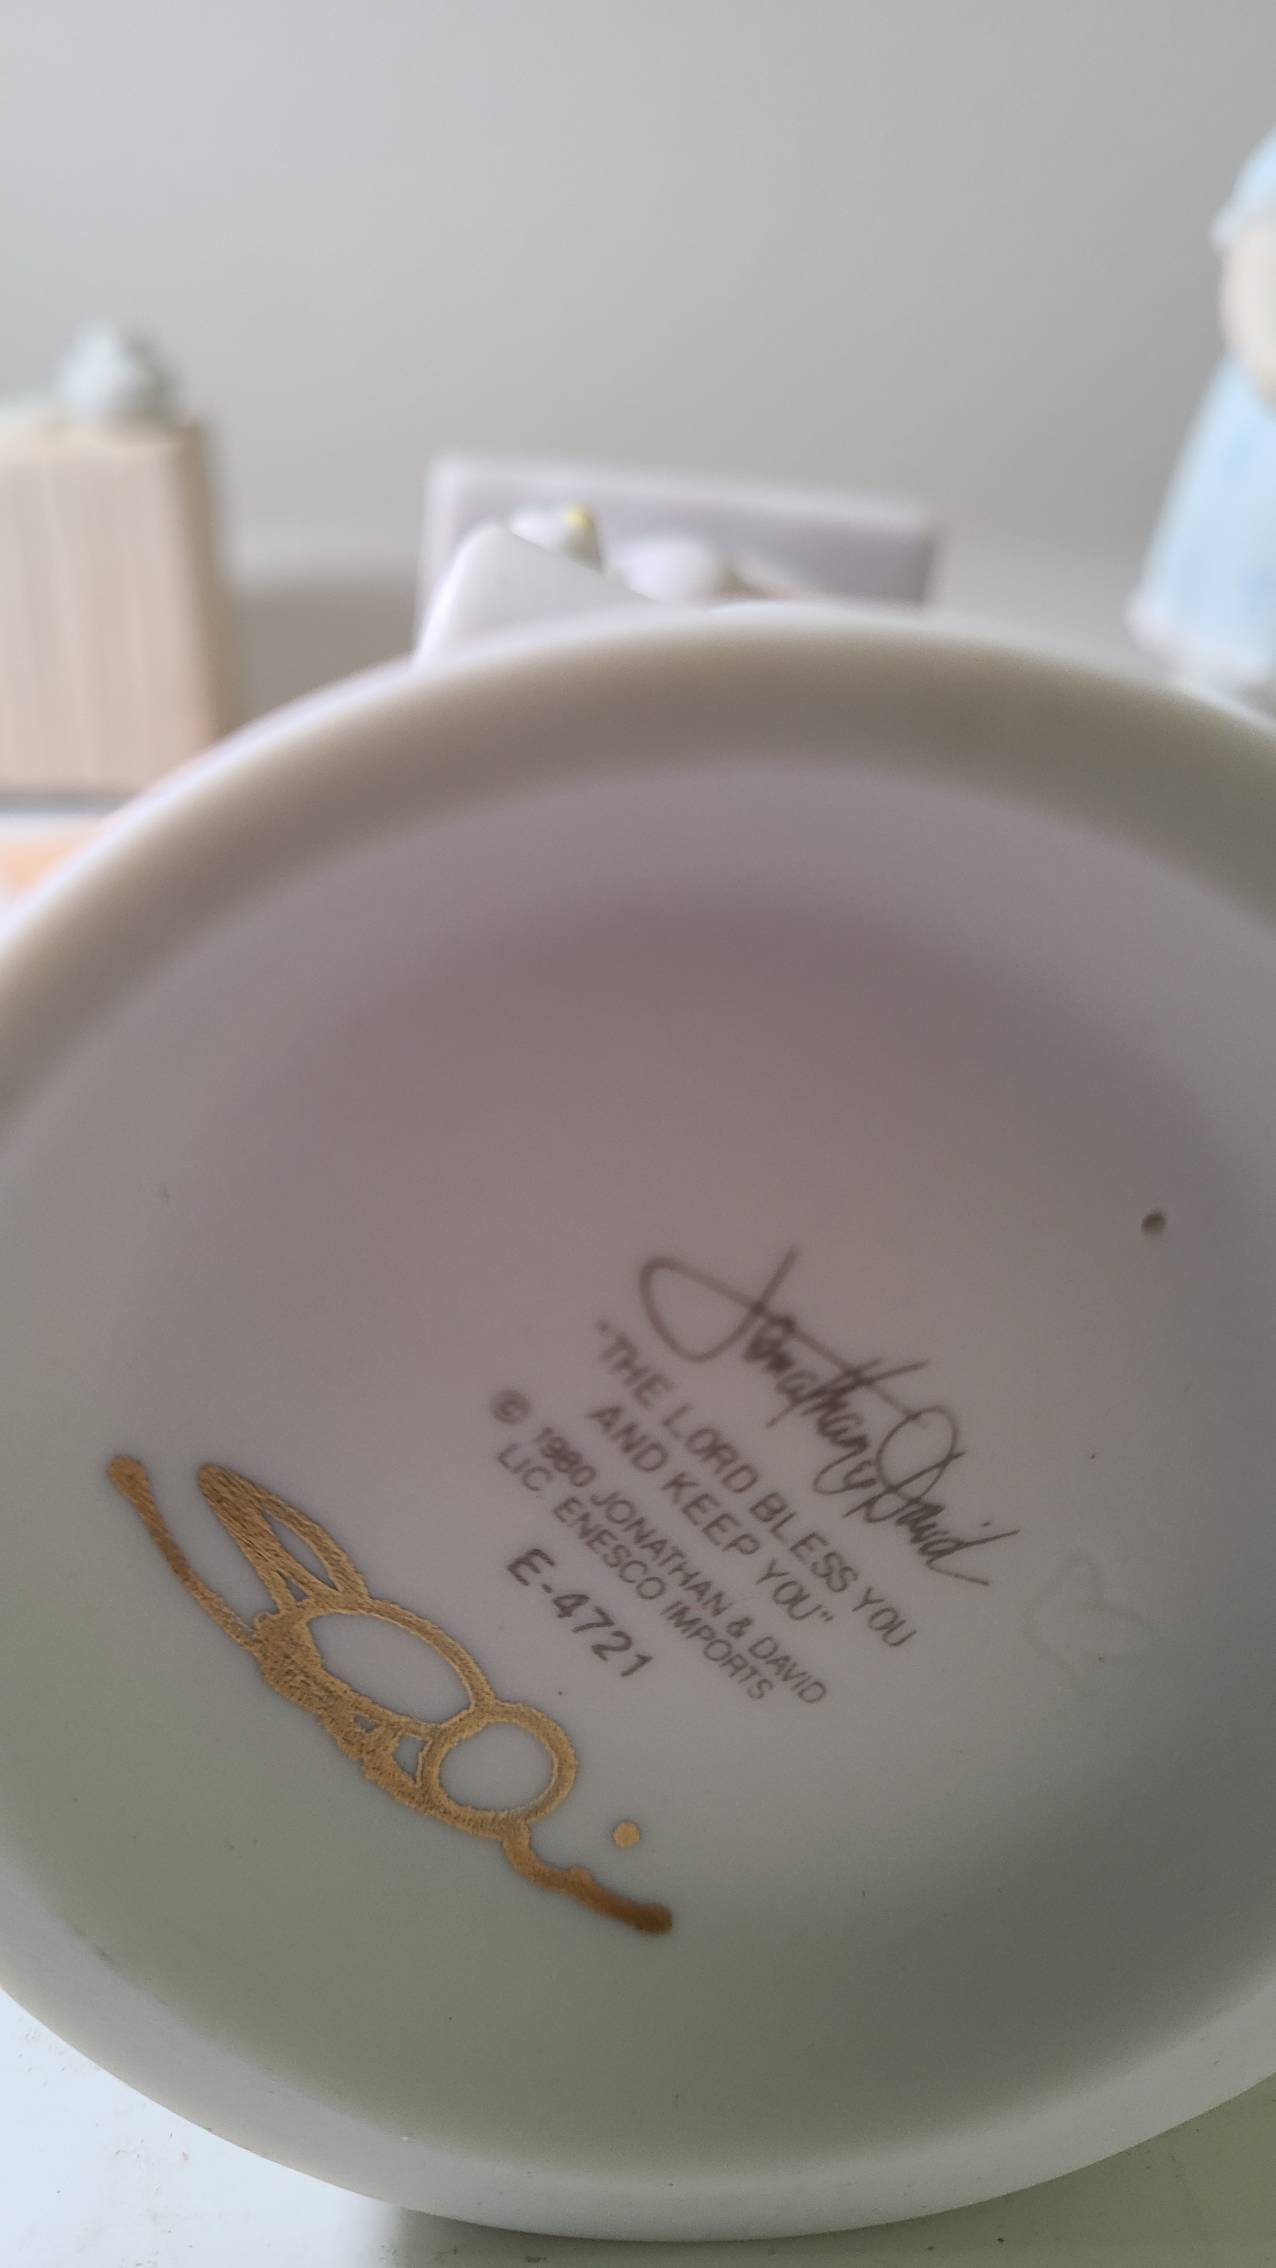 Jonathan & David
"THE LORD BLESS YOU
AND KEEP YOU"
© 1980 JONATHAN & DAVID
LIC. ENESCO IMPORTS
E-4721